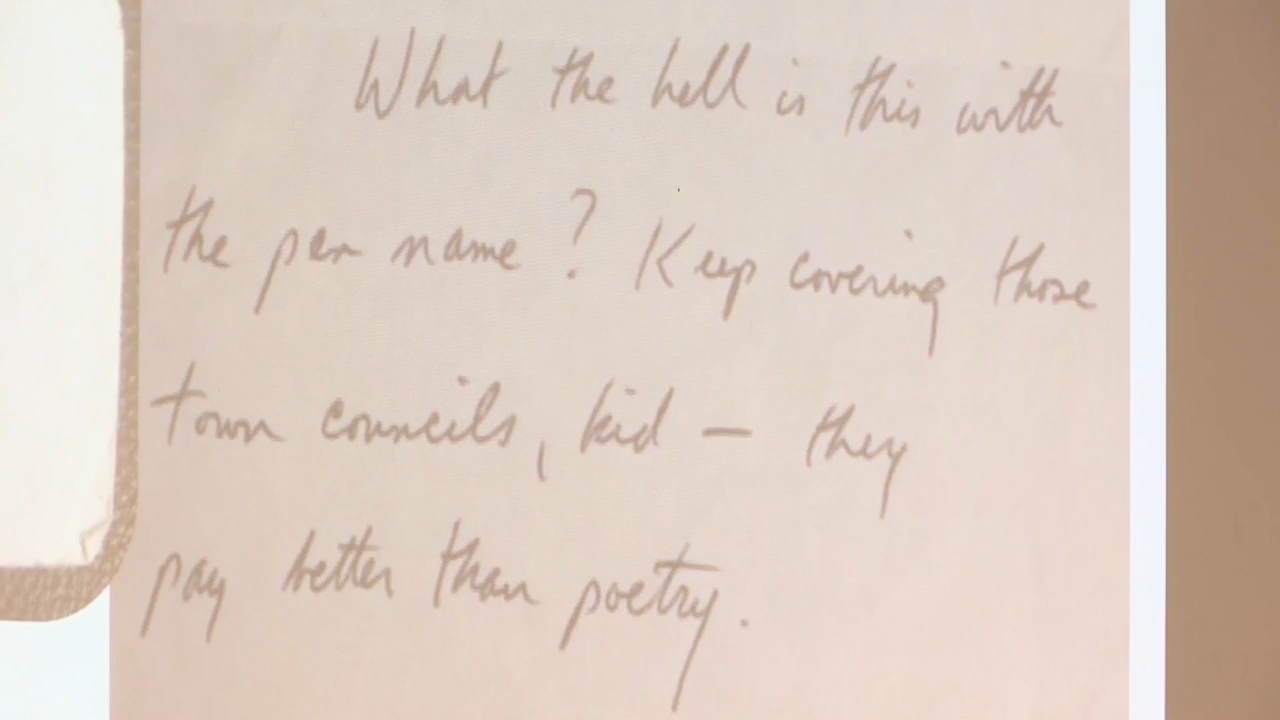 What the hell is this with
the pen name? Keep covering those
town councils, kid — they
pay better than poetry.